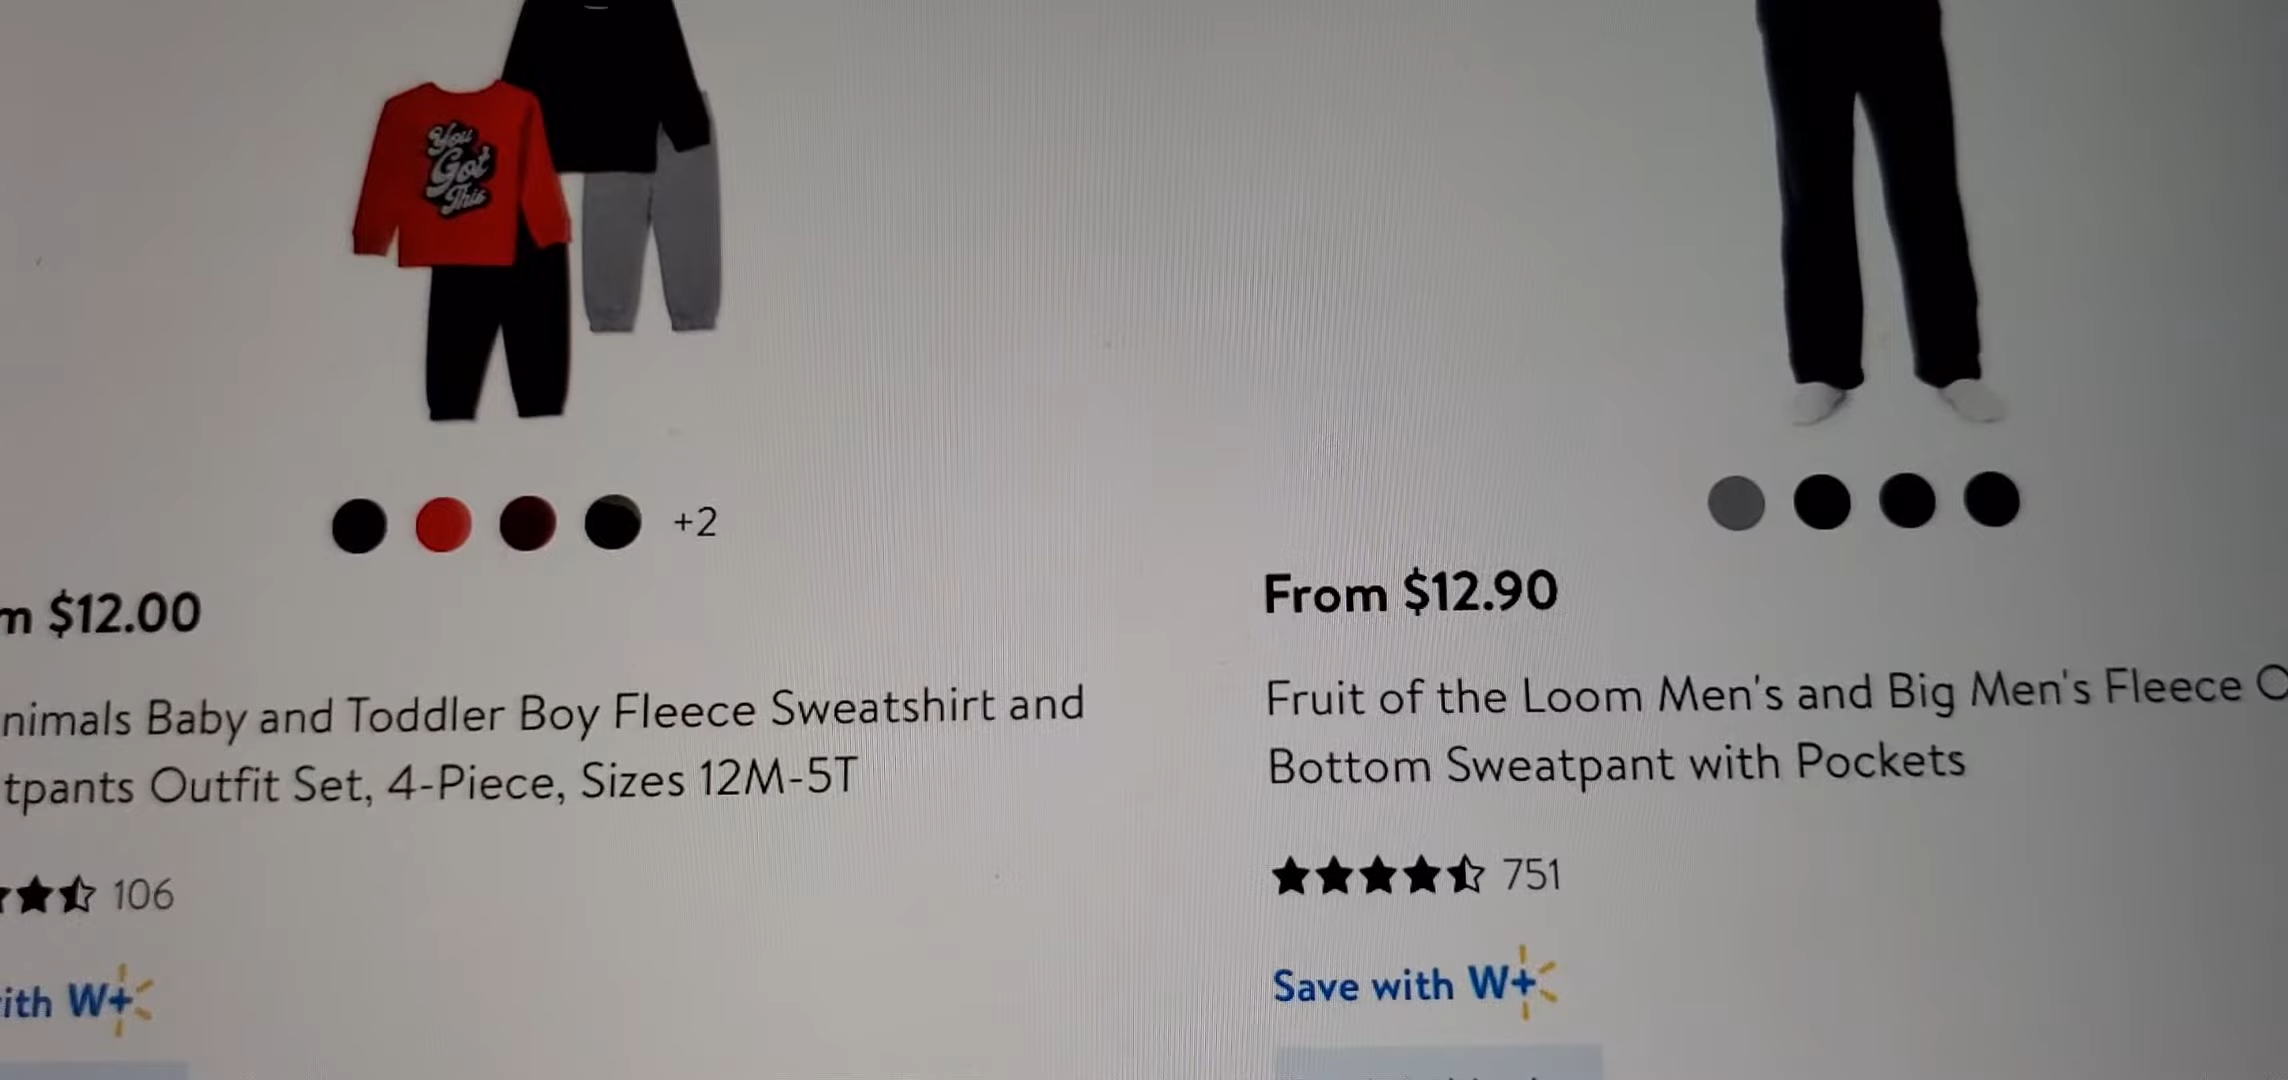 You
Got
This
+2
m $12.00
nimals Baby and Toddler Boy Fleece Sweatshirt and
tpants Outfit Set, 4-Piece, Sizes 12M-5T
106
ith W+
From $12.90
Fruit of the Loom Men's and Big Men's Fleece O
Bottom Sweatpant with Pockets
751
Save with W+